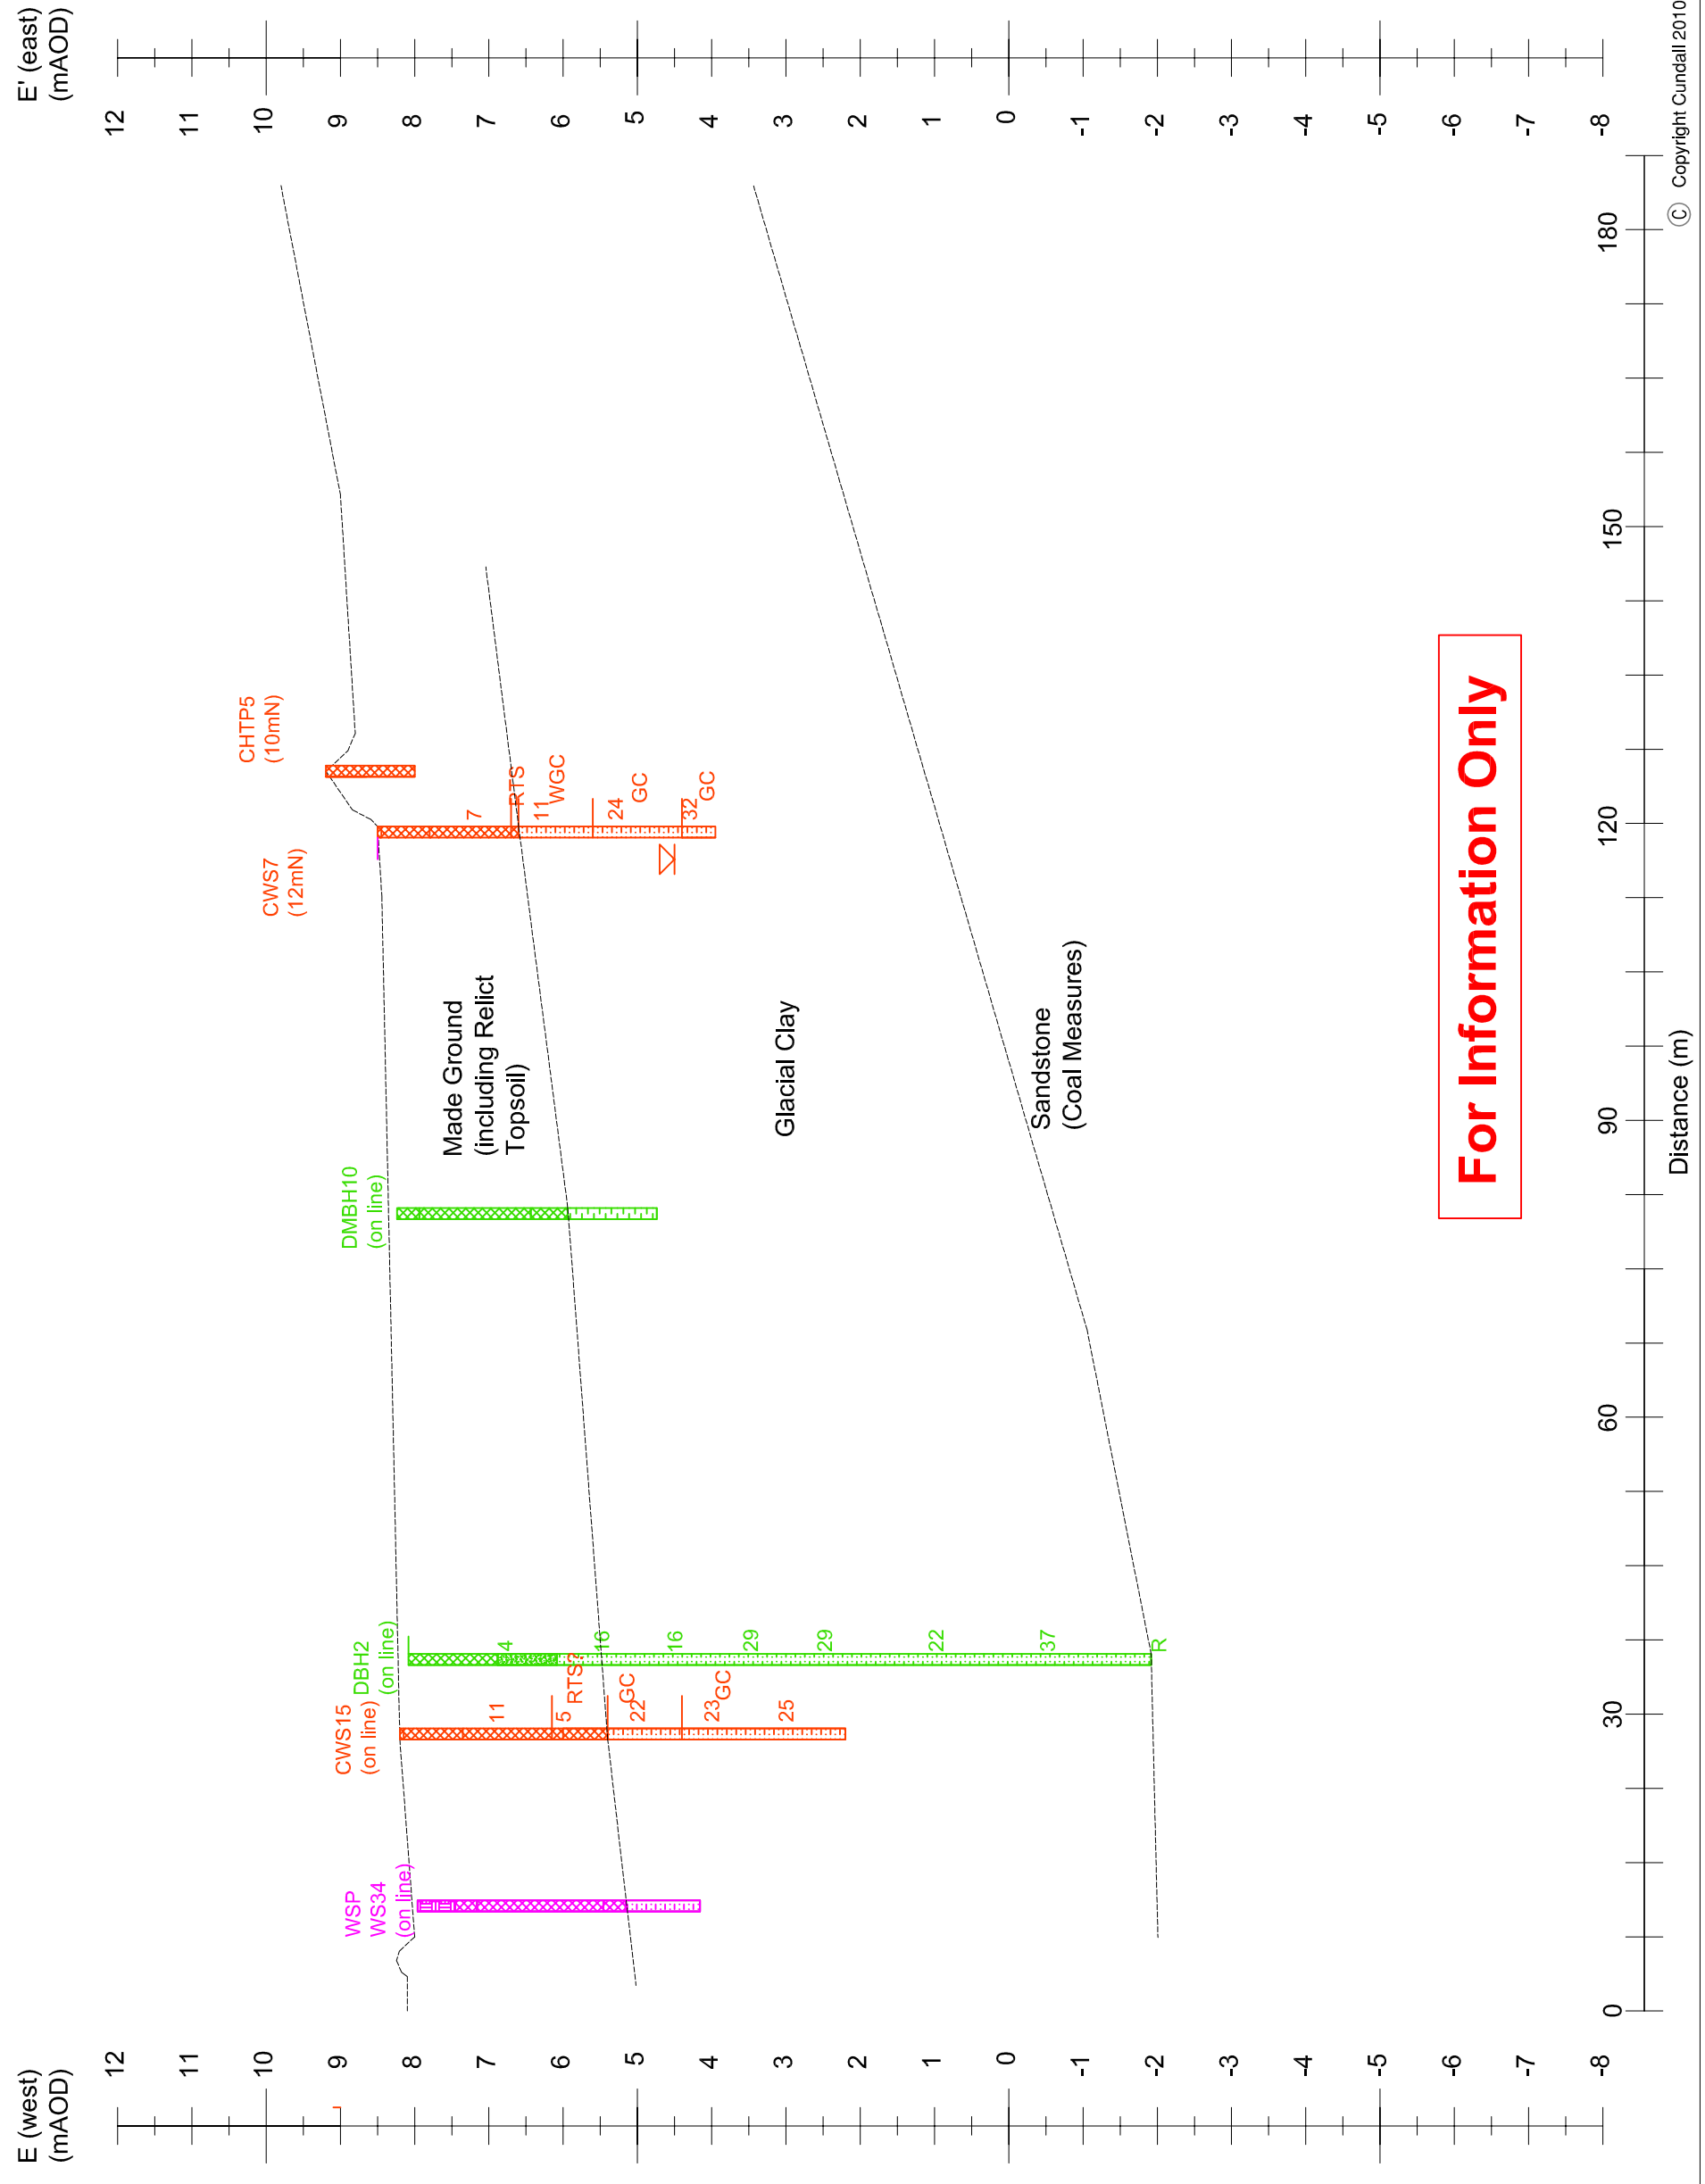 E (west)
(mAOD)
E' (east)
(mAOD)
12
11
10
9
8
7
6
5
4
3
2
1
0
-1
-2
-3
-4
-5
-6
-7
-8
12
11
10
9
8
7
6
5
4
3
2
1
0
-1
-2
-3
-4
-5
-6
-7
-8
WSP
WS34
(on line)
CWS15
(on line)
11
5
RTS?
GC
22
23
GC
25
DBH2
(on line)
4
16
16
29
29
22
37
R
DMBH10
(on line)
CWS7
(12mN)
7
RTS
11
WGC
24
GC
32
GC
CHTP5
(10mN)
Made Ground
(including Relict
Topsoil)
Glacial Clay
Sandstone
(Coal Measures)
For Information Only
0
30
60
90
120
150
180
Distance (m)
© Copyright Cundall 2010